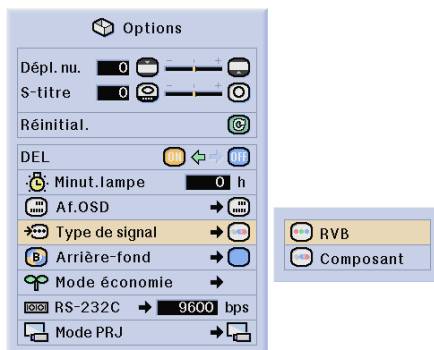 Options
Dépl. nu. 0 - +
S-titre 0 - +
Réinitial.
DEL ON OFF
Minut.lampe 0 h
Af.OSD
Type de signal
RVB
B Arrière-fond
Composant
Mode économie
RS-232C 9600 bps
Mode PRJ